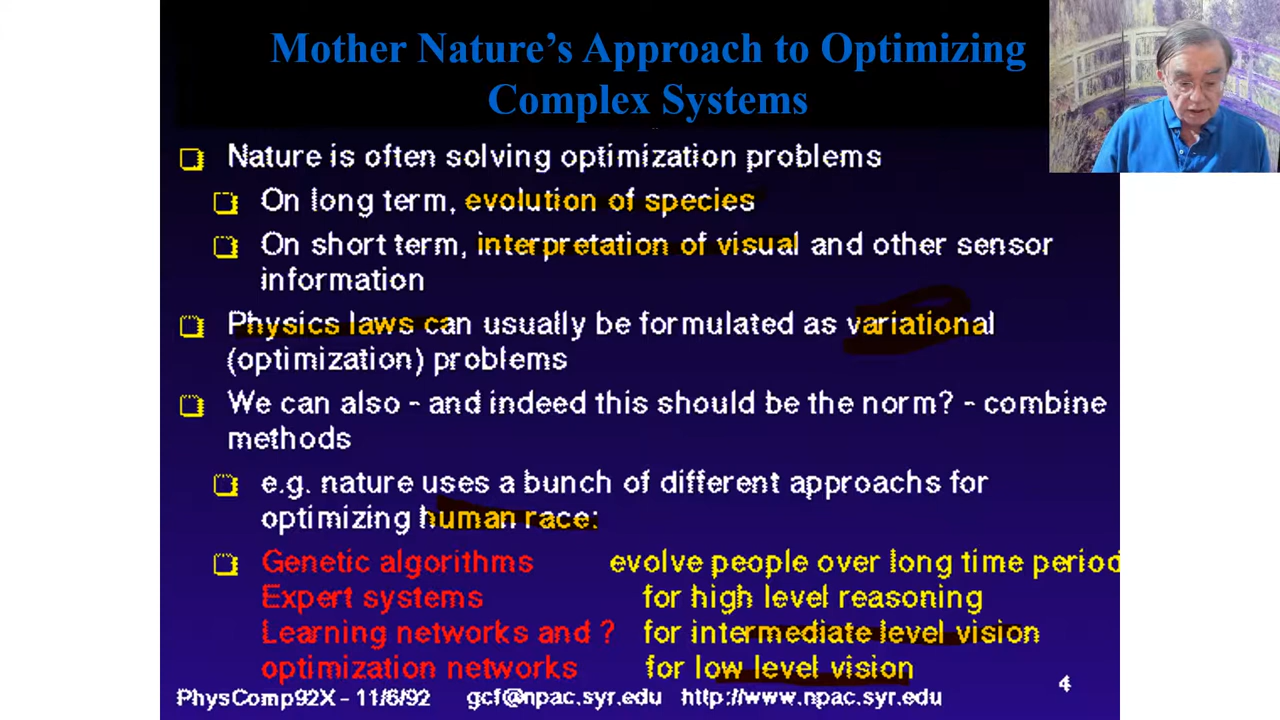 Mother Nature's Approach to Optimizing
Complex Systems
Nature is often solving optimization problems
On long term, evolution of species
On short term, interpretation of visual and other sensor
information
Physics laws can usually be formulated as variational
(optimization) problems
We can also - and indeed this should be the norm? - combine
methods
e.g. nature uses a bunch of different approachs for
optimizing human race:
Genetic algorithms evolve people over long time period
Expert systems for high level reasoning
Learning networks and ? for intermediate level vision
optimization networks for low level vision
PhysComp92X - 11/6/92 gcf@npac.syr.edu http://www.npac.syr.edu 4